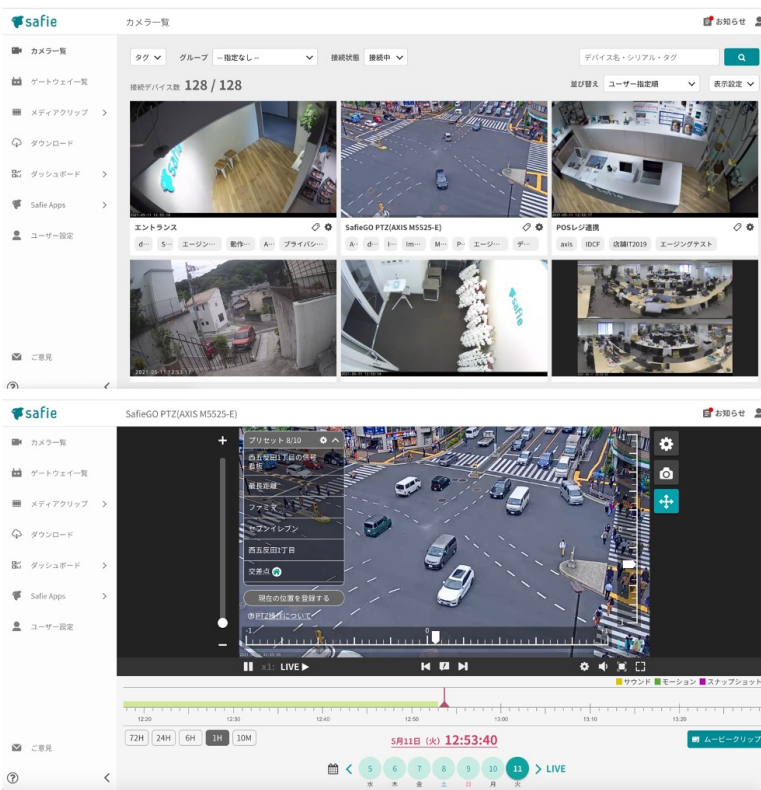 safie
カメラ一覧
お知らせ
カメラ一覧
ゲートウェイ一覧
メディアクリップ
ダウンロード
ダッシュボード
Safie Apps
ユーザー設定
ご意見
タグ
グループ
-- 指定なし --
接続状態
接続中
デバイス名・シリアル・タグ
接続デバイス数 128 / 128
並び替え
ユーザー指定順
表示設定
エントランス
d… S… エージン… 動作… A… プライバシ…
SafieGO PTZ(AXIS M5525-E)
A… d… I… Im… M… P… エージ… デ…
POSレジ連携
axis IDCF 店舗IT2019 エージングテスト
safie
SafieGO PTZ(AXIS M5525-E)
お知らせ
カメラ一覧
ゲートウェイ一覧
メディアクリップ
ダウンロード
ダッシュボード
Safie Apps
ユーザー設定
ご意見
プリセット 8/10
西五反田1丁目の信号
看板
最長距離
ファミマ
セブンイレブン
西五反田1丁目
交差点
現在の位置を登録する
PTZ操作について
-1 0 +1
x1: LIVE
サウンド モーション スナップショット
12:20 12:30 12:40 12:50 13:00 13:10 13:20
72H 24H 6H 1H 10M
5月11日（火） 12:53:40
ムービークリップ
5 6 7 8 9 10 11 LIVE
水 木 金 土 日 月 火